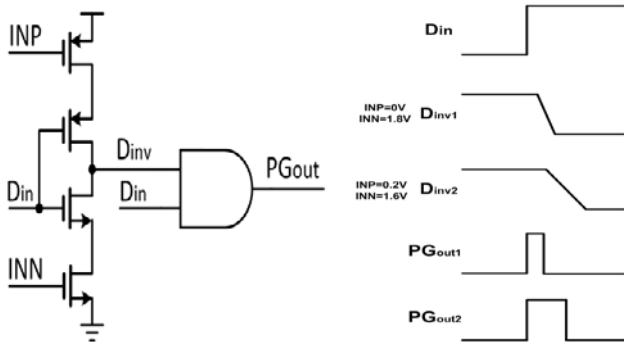 INP
Din
INN
Dinv
Din
PGout
Din
INP=0V
INN=1.8V
Dinv1
INP=0.2V
INN=1.6V
Dinv2
PGout1
PGout2